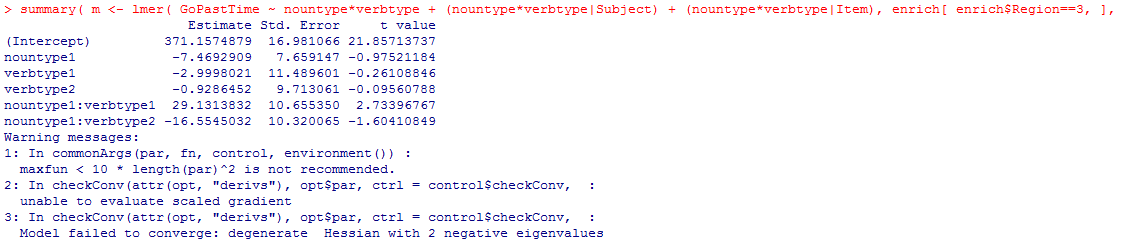 > summary( m <- lmer( GoPastTime ~ nountype*verbtype + (nountype*verbtype|Subject) + (nountype*verbtype|Item), enrich[ enrich$Region==3, ],
Estimate Std. Error t value
(Intercept) 371.1574879 16.981066 21.85713737
nountype1 -7.4692909 7.659147 -0.97521184
verbtype1 -2.9998021 11.489601 -0.26108846
verbtype2 -0.9286452 9.713061 -0.09560788
nountype1:verbtype1 29.1313832 10.655350 2.73396767
nountype1:verbtype2 -16.5545032 10.320065 -1.60410849
Warning messages:
1: In commonArgs(par, fn, control, environment()) :
maxfun < 10 * length(par)^2 is not recommended.
2: In checkConv(attr(opt, "derivs"), opt$par, ctrl = control$checkConv, :
unable to evaluate scaled gradient
3: In checkConv(attr(opt, "derivs"), opt$par, ctrl = control$checkConv, :
Model failed to converge: degenerate Hessian with 2 negative eigenvalues